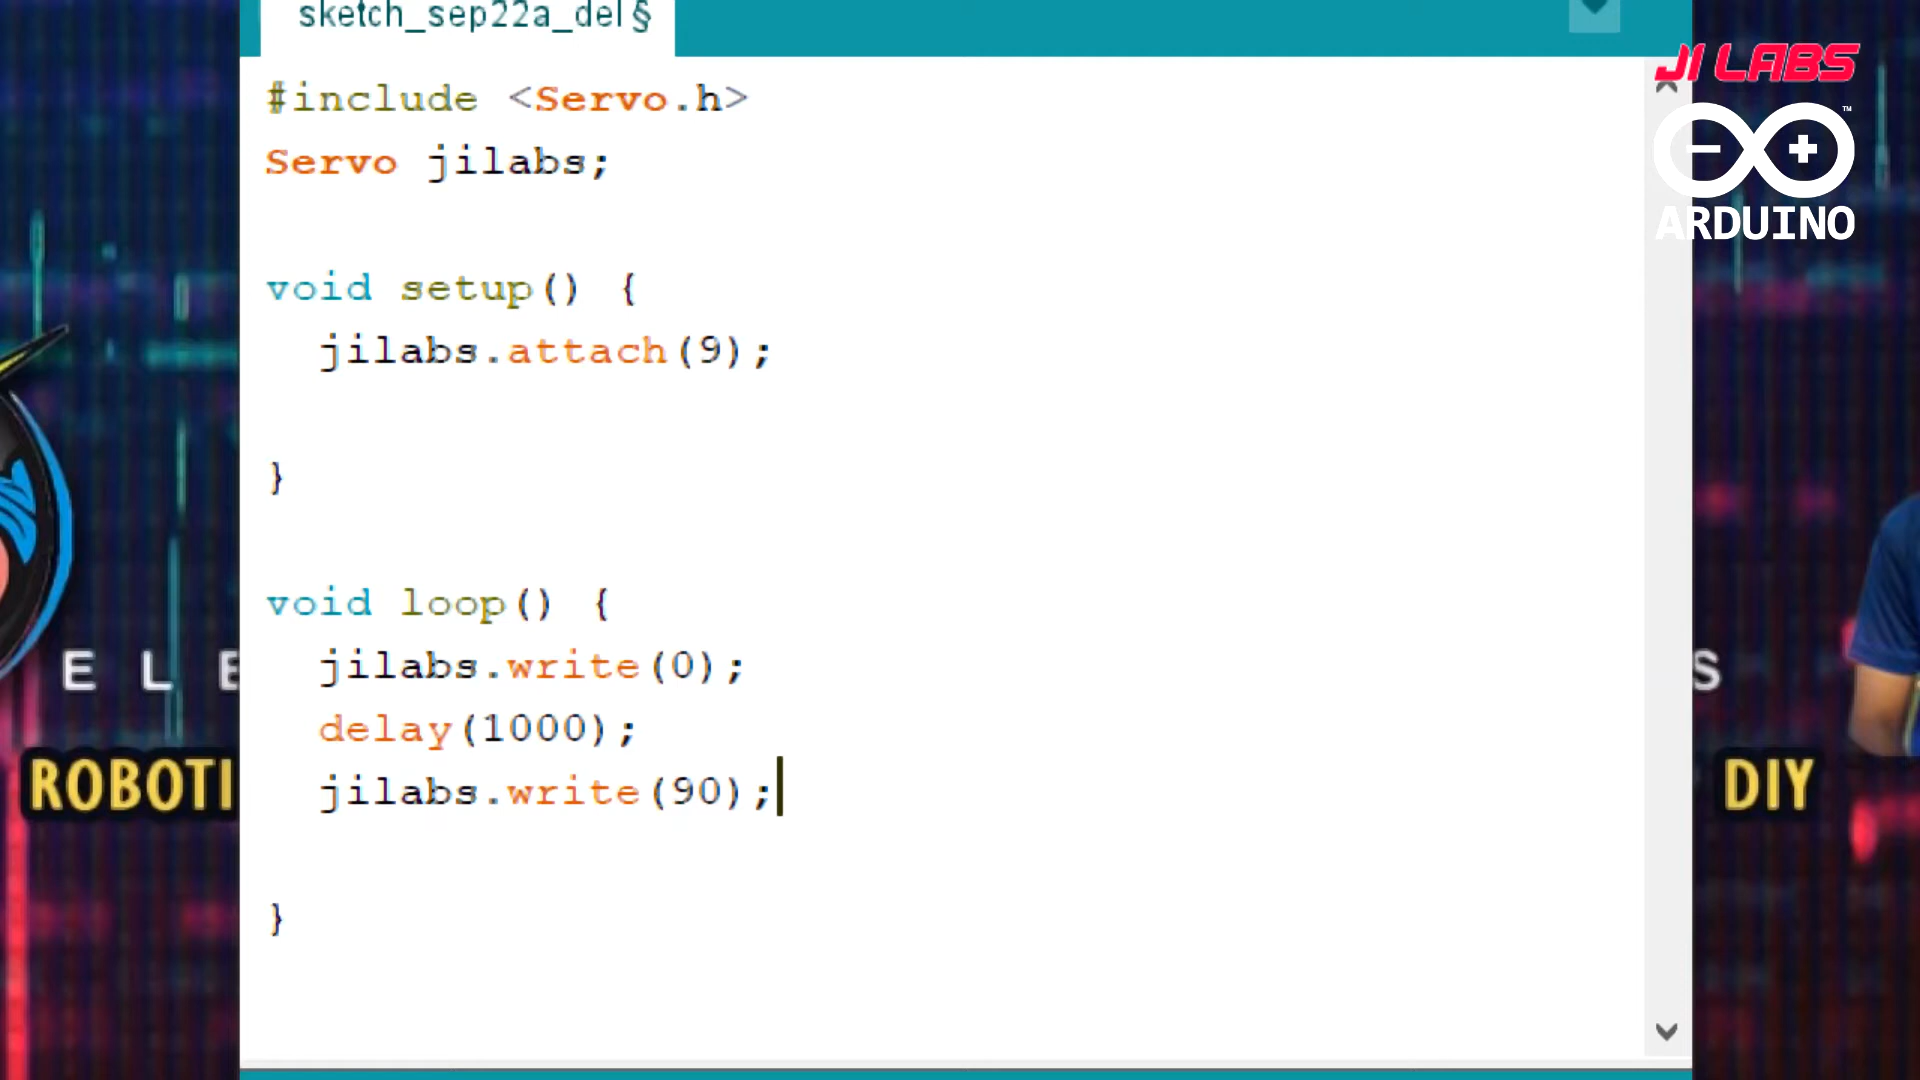 sketch_sep22a_del §
JI LABS
#include <Servo.h>
Servo jilabs;
ARDUINO
TM
void setup() {
jilabs.attach(9);
}
void loop() {
jilabs.write(0);
delay(1000);
jilabs.write(90);
}
E L E
S
ROBOTI
DIY